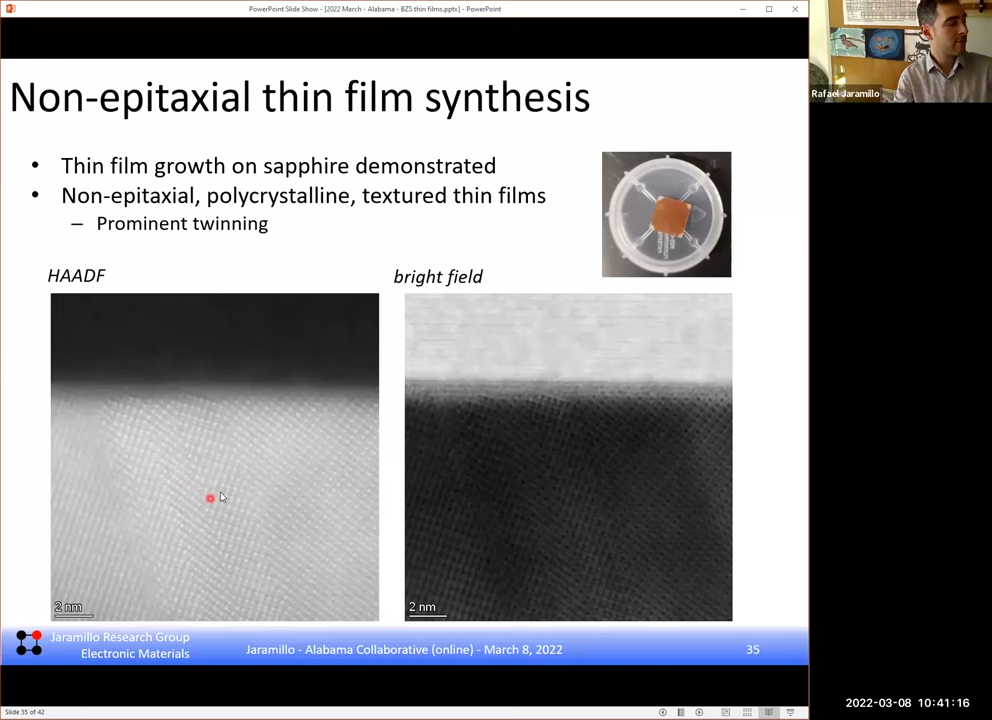 PowerPoint Slide Show - [2022 March - Alabama - BZS thin films.pptx] - PowerPoint
Non-epitaxial thin film synthesis
• Thin film growth on sapphire demonstrated
• Non-epitaxial, polycrystalline, textured thin films
– Prominent twinning
HAADF
bright field
2 nm
2 nm
Jaramillo Research Group
Electronic Materials
Jaramillo - Alabama Collaborative (online) - March 8, 2022
35
Slide 35 of 42
Rafael Jaramillo
2022-03-08 10:41:16